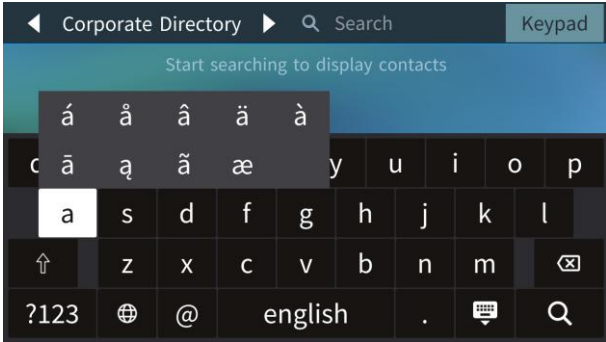 Corporate Directory Search Keypad
Start searching to display contacts
á å â ä à
ā ą ã æ
y u i o p
a s d f g h j k l
z x c v b n m
?123 @ english .